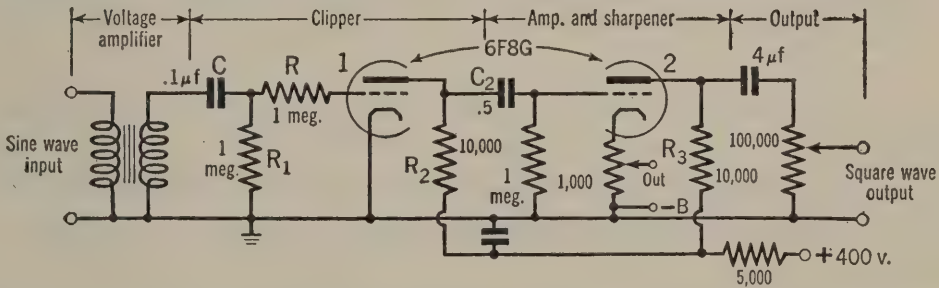 Voltage
amplifier
Clipper
Amp. and sharpener
Output
6F8G
.1μf
C
R
1 meg.
1
C2
.5
2
4μf
Sine wave
input
1
meg.
R1
10,000
R2
1
meg.
1,000
Out
-B
R3
10,000
100,000
Square wave
output
5,000
+400 v.